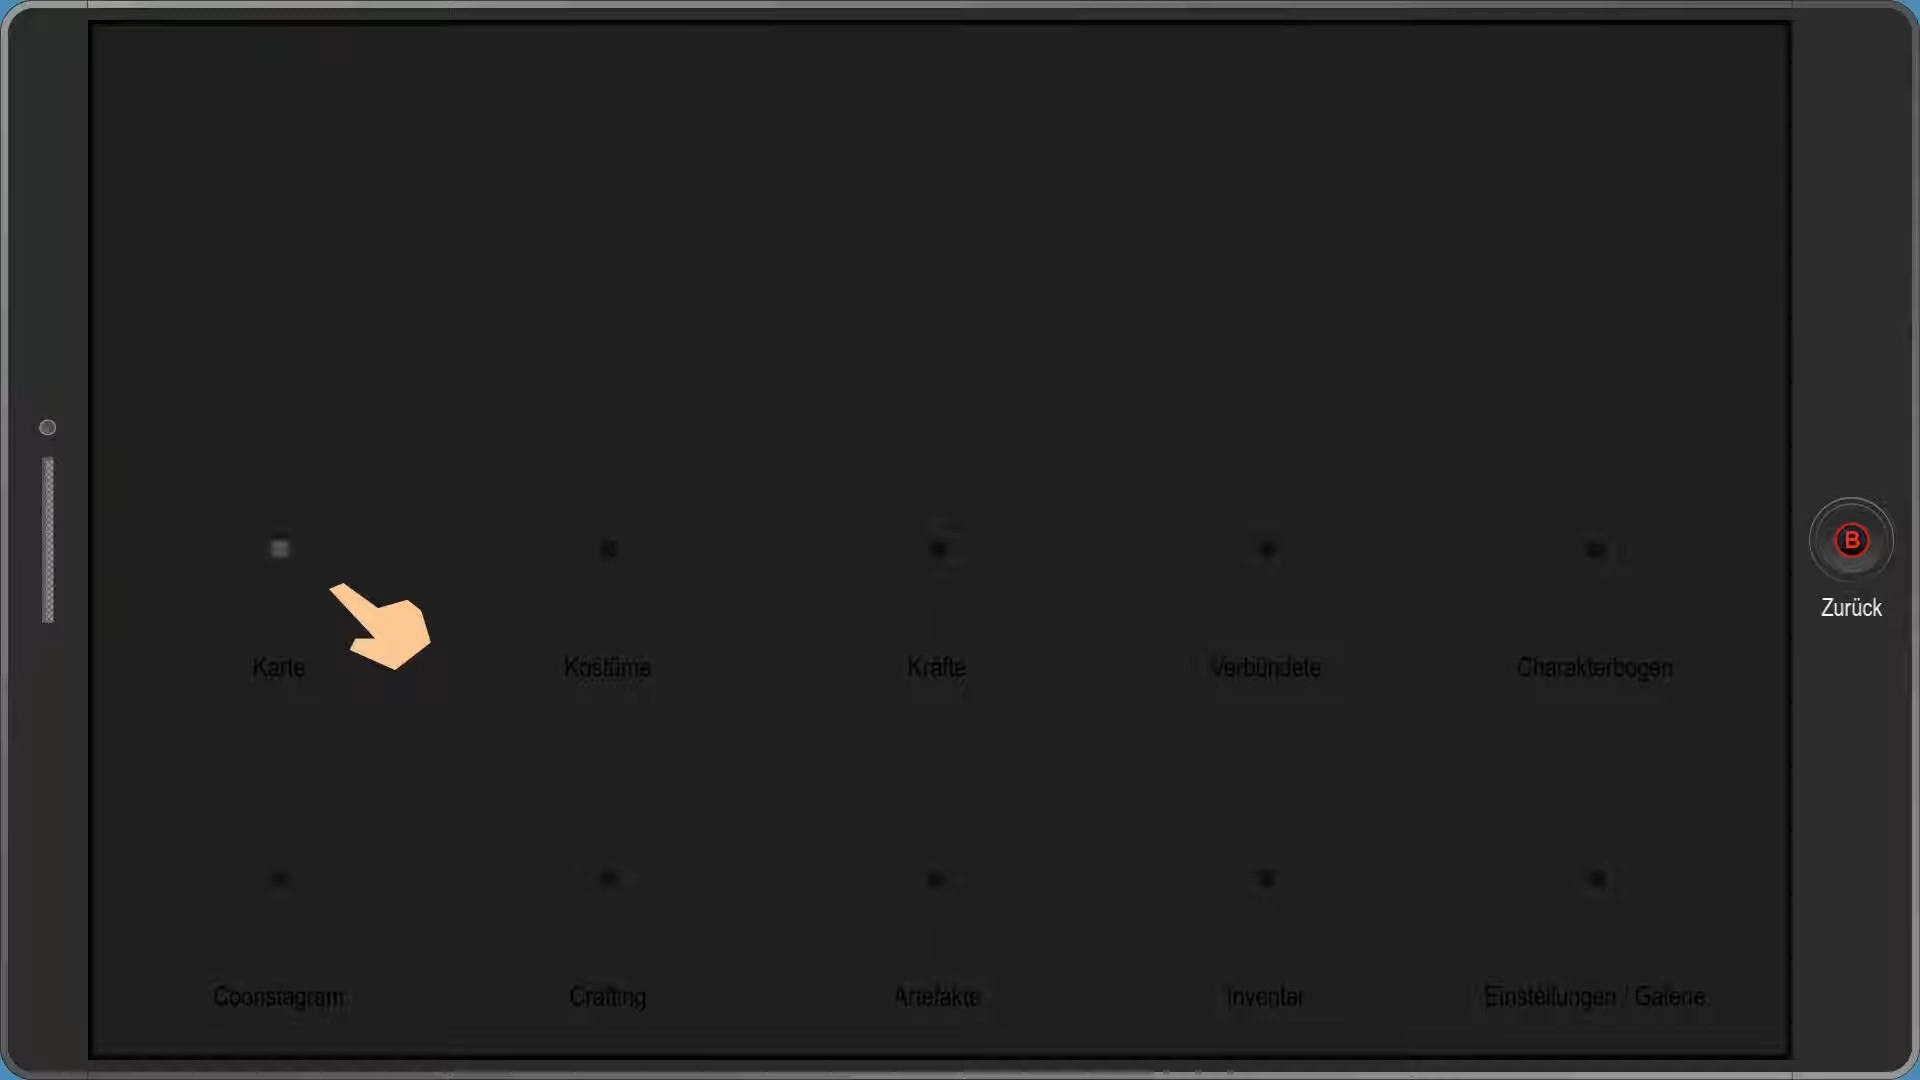 B
Zurück
Karte
Kostüme
Kräfte
Verbündete
Charakterbogen
Coonstagram
Crafting
Artefakte
Inventar
Einstellungen / Galerie